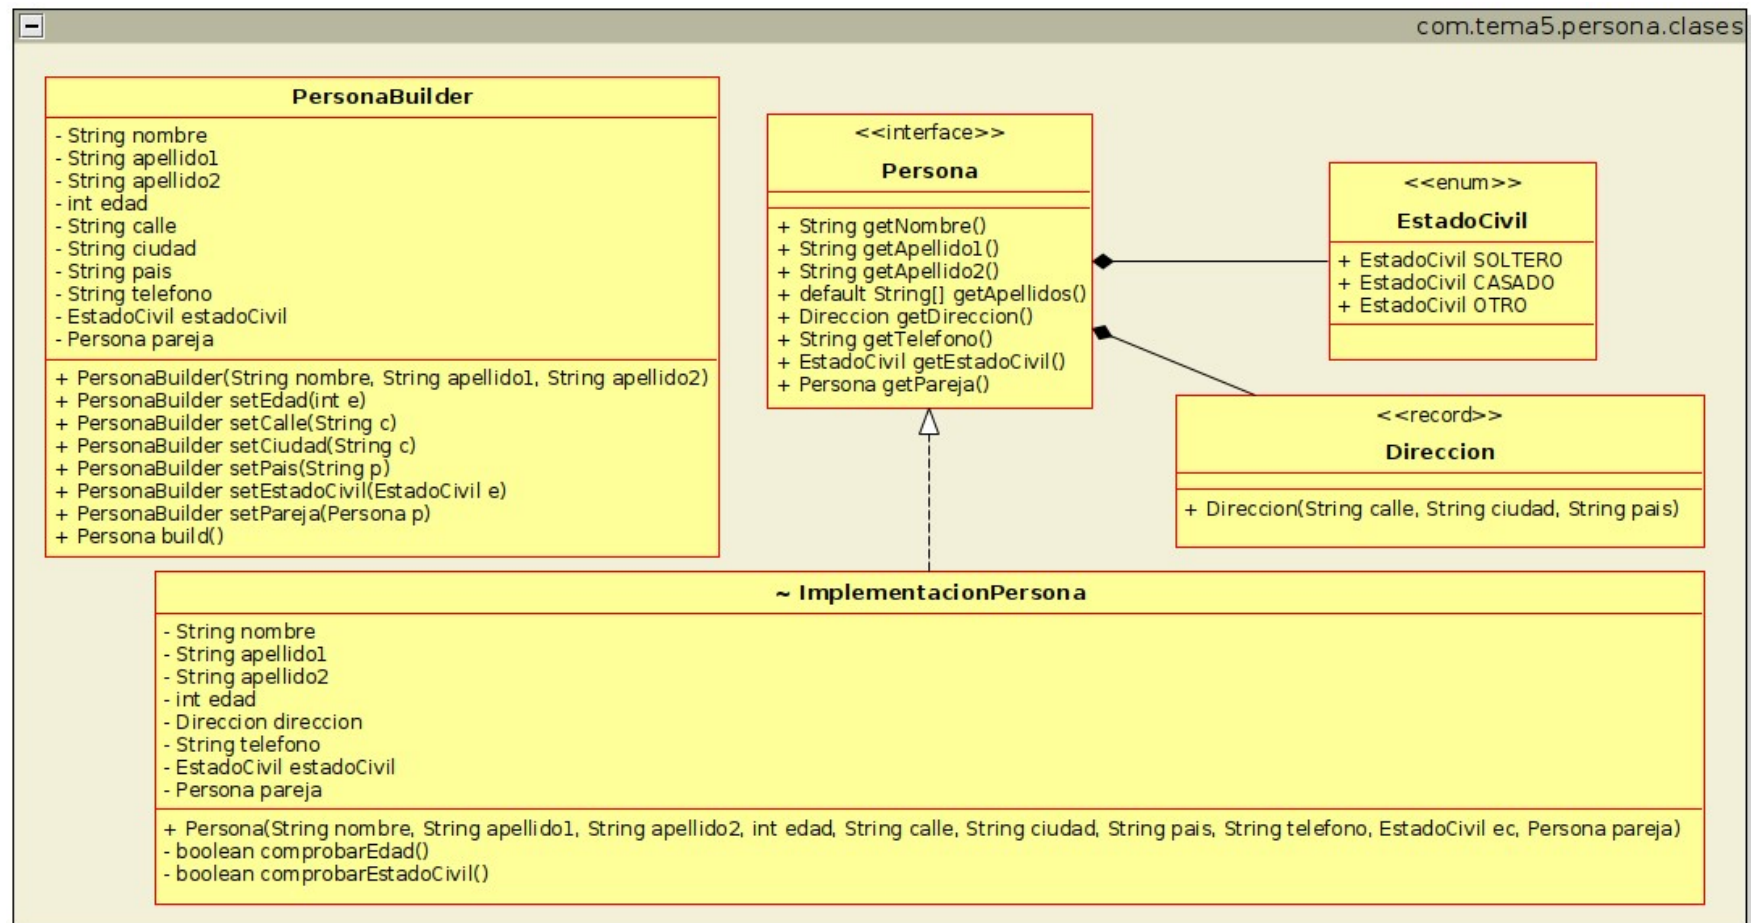 com.tema5.persona.clases
PersonaBuilder
- String nombre
- String apellido1
- String apellido2
- int edad
- String calle
- String ciudad
- String pais
- String telefono
- EstadoCivil estadoCivil
- Persona pareja
+ PersonaBuilder(String nombre, String apellido1, String apellido2)
+ PersonaBuilder setEdad(int e)
+ PersonaBuilder setCalle(String c)
+ PersonaBuilder setCiudad(String c)
+ PersonaBuilder setPais(String p)
+ PersonaBuilder setEstadoCivil(EstadoCivil e)
+ PersonaBuilder setPareja(Persona p)
+ Persona build()
<<interface>>
Persona
+ String getNombre()
+ String getApellido1()
+ String getApellido2()
+ default String[] getApellidos()
+ Direccion getDireccion()
+ String getTelefono()
+ EstadoCivil getEstadoCivil()
+ Persona getPareja()
<<enum>>
EstadoCivil
+ EstadoCivil SOLTERO
+ EstadoCivil CASADO
+ EstadoCivil OTRO
<<record>>
Direccion
+ Direccion(String calle, String ciudad, String pais)
~ ImplementacionPersona
- String nombre
- String apellido1
- String apellido2
- int edad
- Direccion direccion
- String telefono
- EstadoCivil estadoCivil
- Persona pareja
+ Persona(String nombre, String apellido1, String apellido2, int edad, String calle, String ciudad, String pais, String telefono, EstadoCivil ec, Persona pareja)
- boolean comprobarEdad()
- boolean comprobarEstadoCivil()